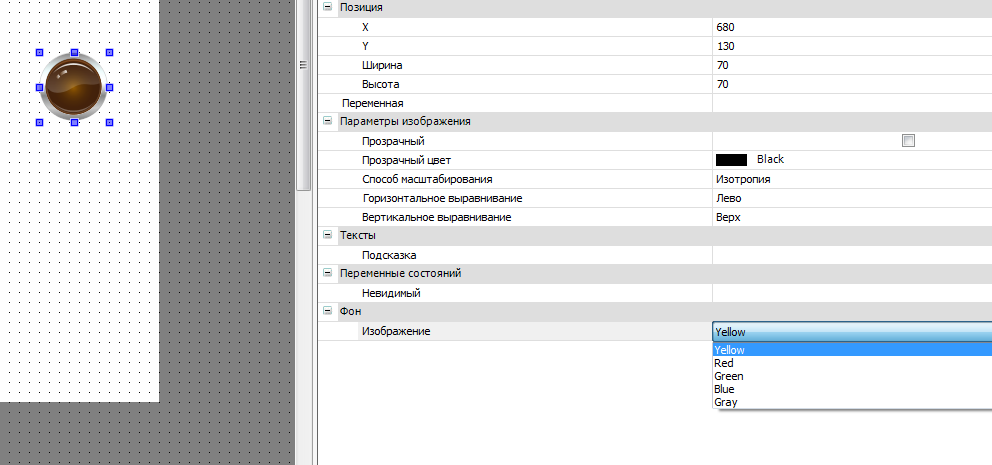 Позиция
X 680
Y 130
Ширина 70
Высота 70
Переменная
Параметры изображения
Прозрачный
Прозрачный цвет Black
Способ масштабирования Изотропия
Горизонтальное выравнивание Лево
Вертикальное выравнивание Верх
Тексты
Подсказка
Переменные состояний
Невидимый
Фон
Изображение Yellow
Yellow
Red
Green
Blue
Gray